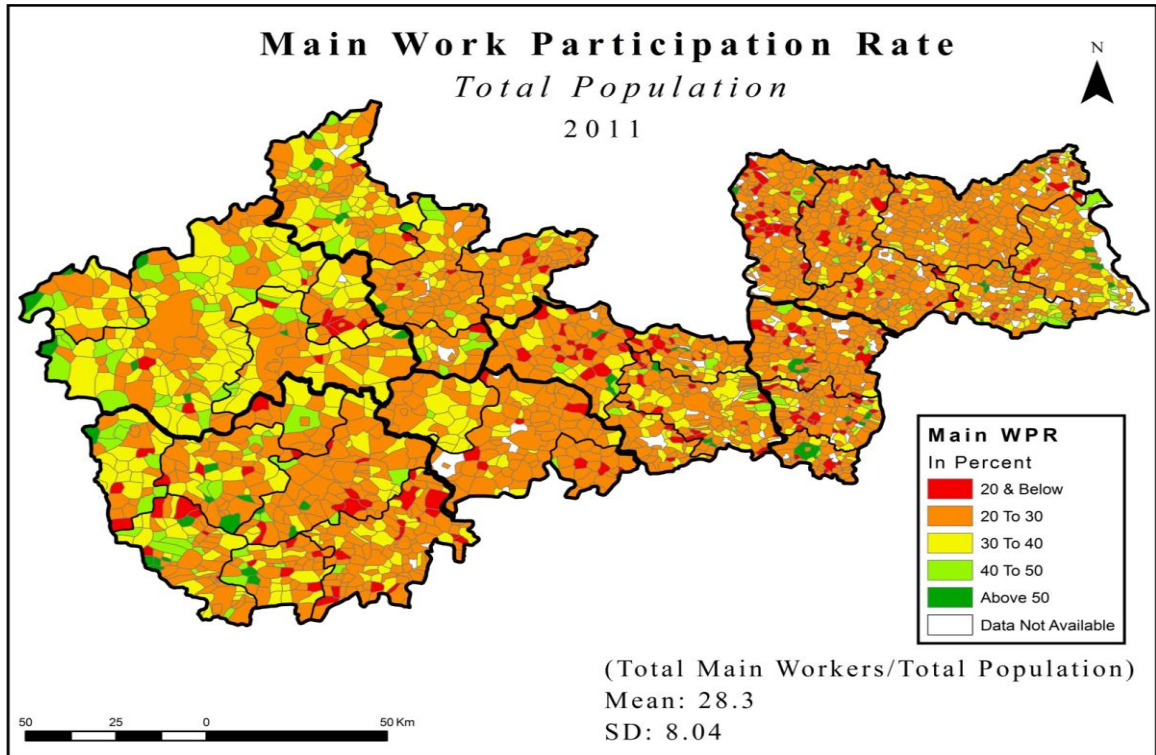 Main Work Participation Rate
Total Population
2011
N
Main WPR
In Percent
20 & Below
20 To 30
30 To 40
40 To 50
Above 50
Data Not Available
(Total Main Workers/Total Population)
Mean: 28.3
SD: 8.04
50 25 0 50 Km